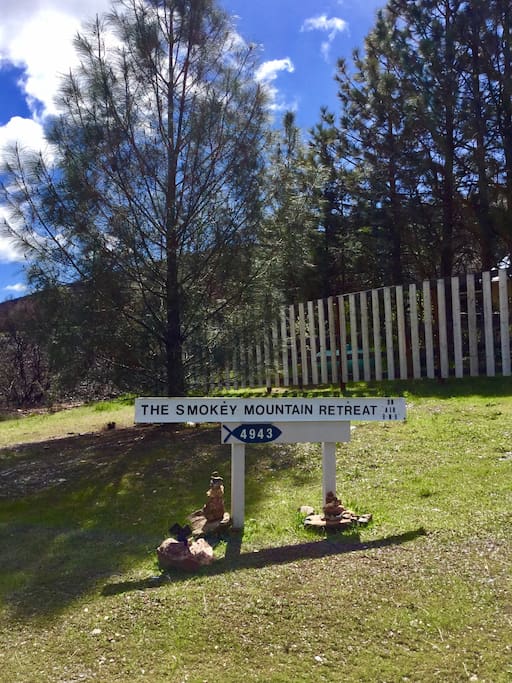 THE SMOKEY MOUNTAIN RETREAT
4943